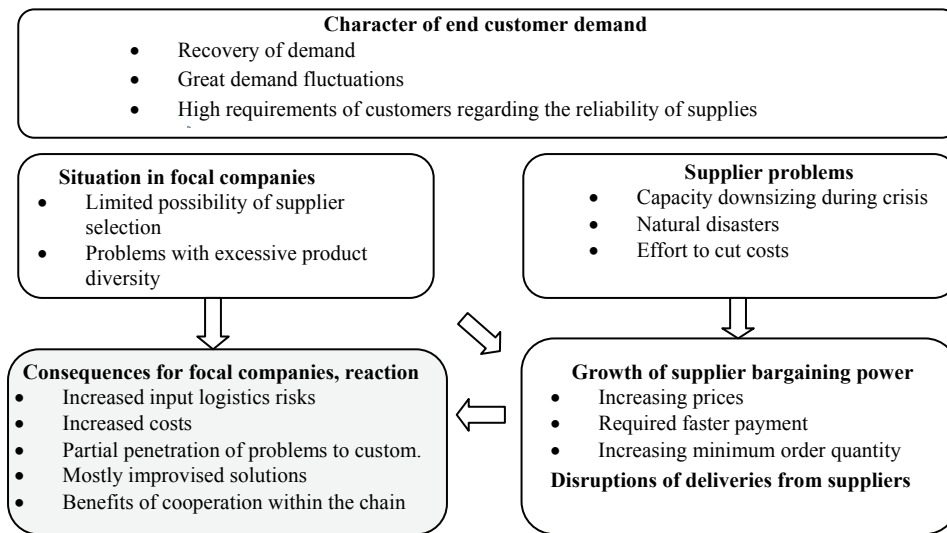 Character of end customer demand
• Recovery of demand
• Great demand fluctuations
• High requirements of customers regarding the reliability of supplies
Situation in focal companies
• Limited possibility of supplier
selection
• Problems with excessive product
diversity
Supplier problems
• Capacity downsizing during crisis
• Natural disasters
• Effort to cut costs
Consequences for focal companies, reaction
• Increased input logistics risks
• Increased costs
• Partial penetration of problems to custom.
• Mostly improvised solutions
• Benefits of cooperation within the chain
Growth of supplier bargaining power
• Increasing prices
• Required faster payment
• Increasing minimum order quantity
Disruptions of deliveries from suppliers